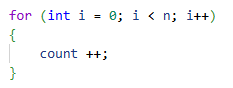 for (int i = 0; i < n; i++)
{
    count ++;
}